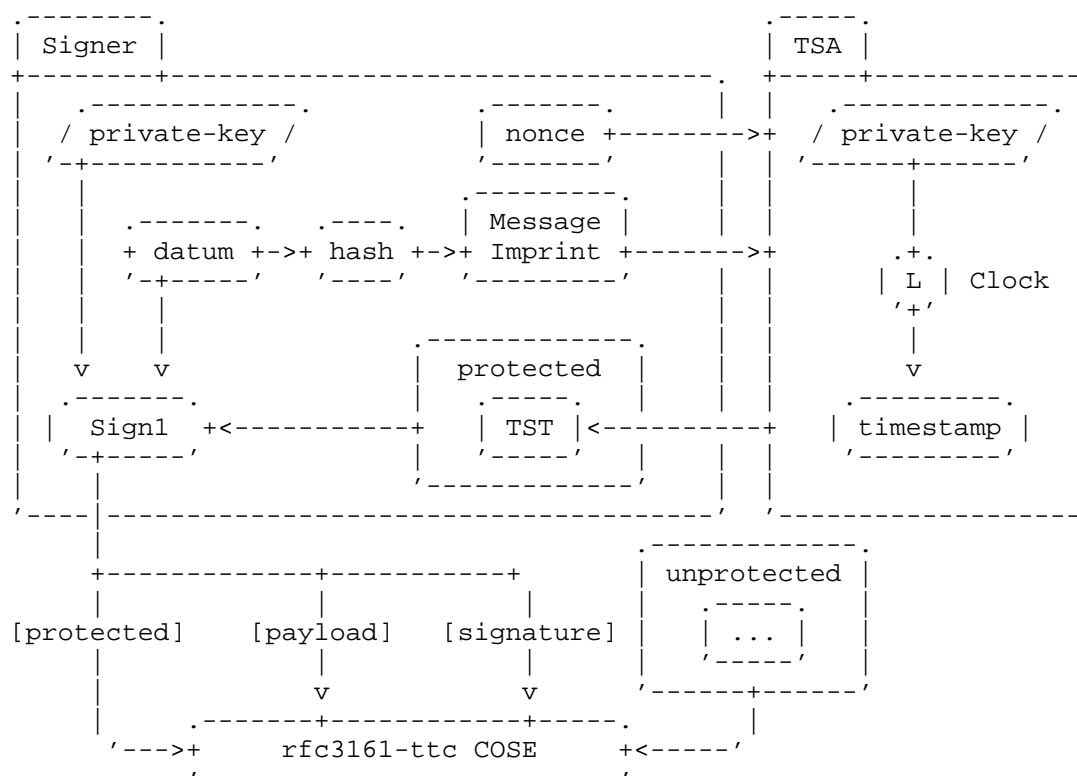 Signer TSA
private-key nonce private-key
Message
datum hash Imprint
L Clock
v v protected v
Sign1 TST timestamp
unprotected
[protected] [payload] [signature] ...
v v
rfc3161-ttc COSE